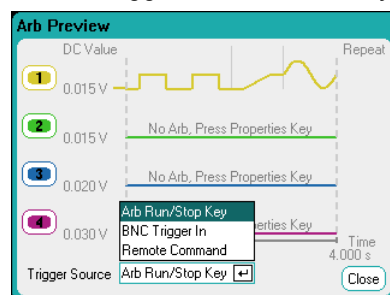 Arb Preview
DC Value
Repeat
1
0.015 V
2
0.015 V
No Arb, Press Properties Key
3
0.020 V
No Arb, Press Properties Key
4
0.030 V
Properties Key
Arb Run/Stop Key
BNC Trigger In
Remote Command
Time
4.000 s
Trigger Source
Arb Run/Stop Key
Close